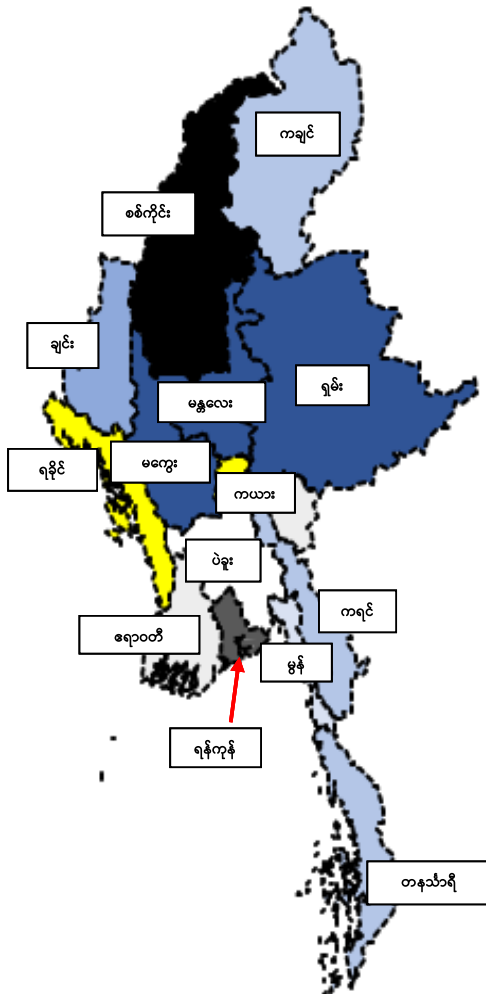 ကချင်
စစ်ကိုင်း
ချင်း
ရှမ်း
မန္တလေး
မကွေး
ရခိုင်
ကယား
ပဲခူး
ကရင်
ဧရာဝတီ
မွန်
ရန်ကုန်
တနင်္သာရီ